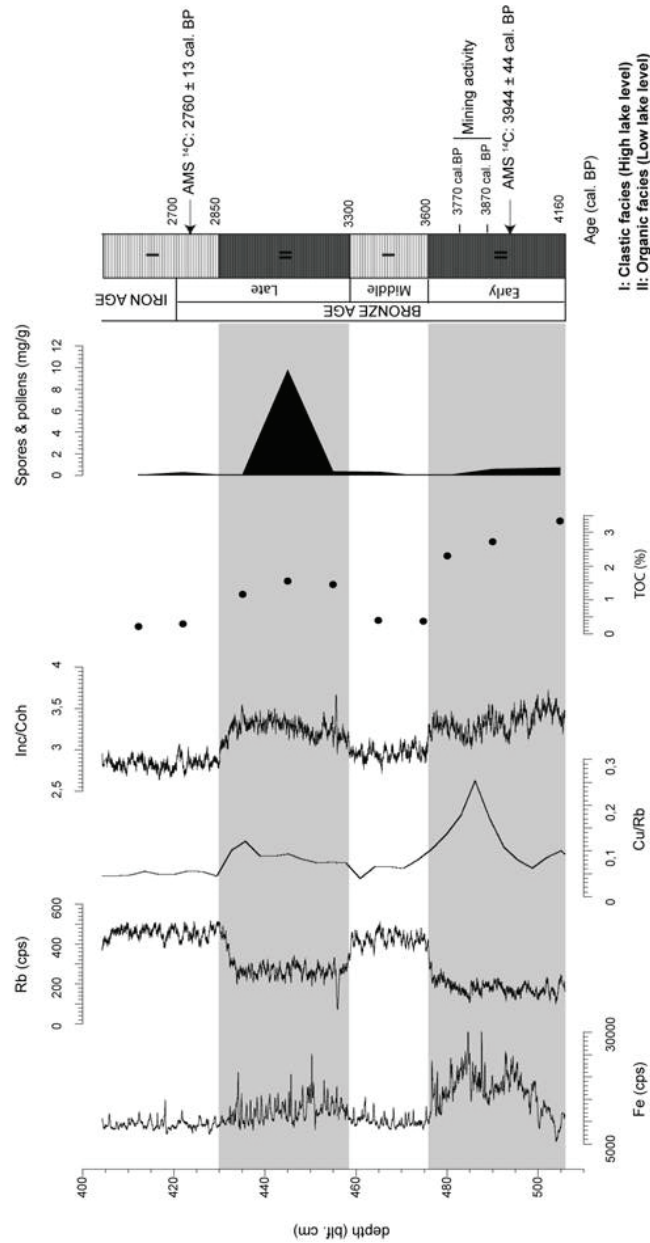 Spores & pollens (mg/g)
0 2 4 6 8 10 12
TOC (%)
0 1 2 3
Inc/Coh
2.5 3 3,5 4
Cu/Rb
0 0,1 0,2 0,3
Rb (cps)
0 200 400 600
Fe (cps)
5000 30000
depth (blf. cm)
400 420 440 460 480 500
IRON AGE
BRONZE AGE
Late
Middle
Early
I
II
I
II
2700
2850
3300
3600
4160
AMS ¹⁴C: 2760 ± 13 cal. BP
3770 cal.BP
3870 cal. BP
Mining activity
AMS ¹⁴C: 3944 ± 44 cal. BP
Age (cal. BP)
I: Clastic facies (High lake level)
II: Organic facies (Low lake level)